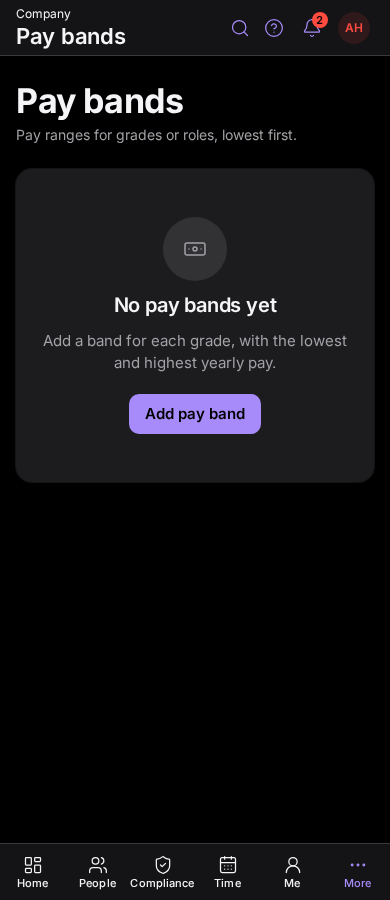 Company
Pay bands
2
AH
Pay bands
Pay ranges for grades or roles, lowest first.
No pay bands yet
Add a band for each grade, with the lowest
and highest yearly pay.
Add pay band
Home
People
Compliance
Time
Me
More